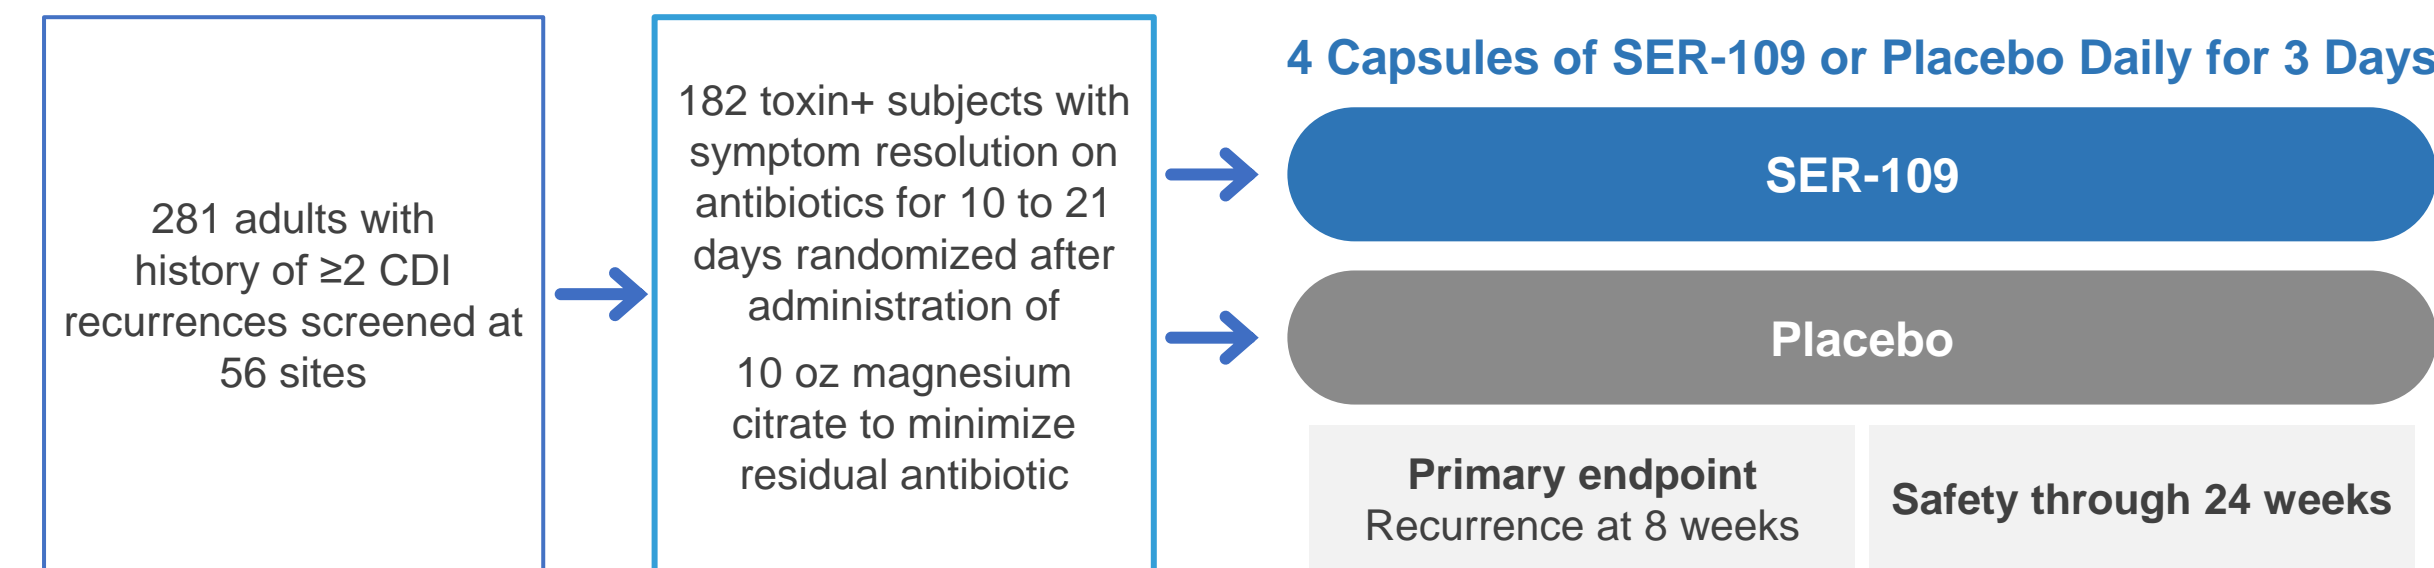 281 adults with
history of ≥2 CDI
recurrences screened at
56 sites
182 toxin+ subjects with
symptom resolution on
antibiotics for 10 to 21
days randomized after
administration of
10 oz magnesium
citrate to minimize
residual antibiotic
4 Capsules of SER-109 or Placebo Daily for 3 Days
SER-109
Placebo
Primary endpoint
Recurrence at 8 weeks
Safety through 24 weeks